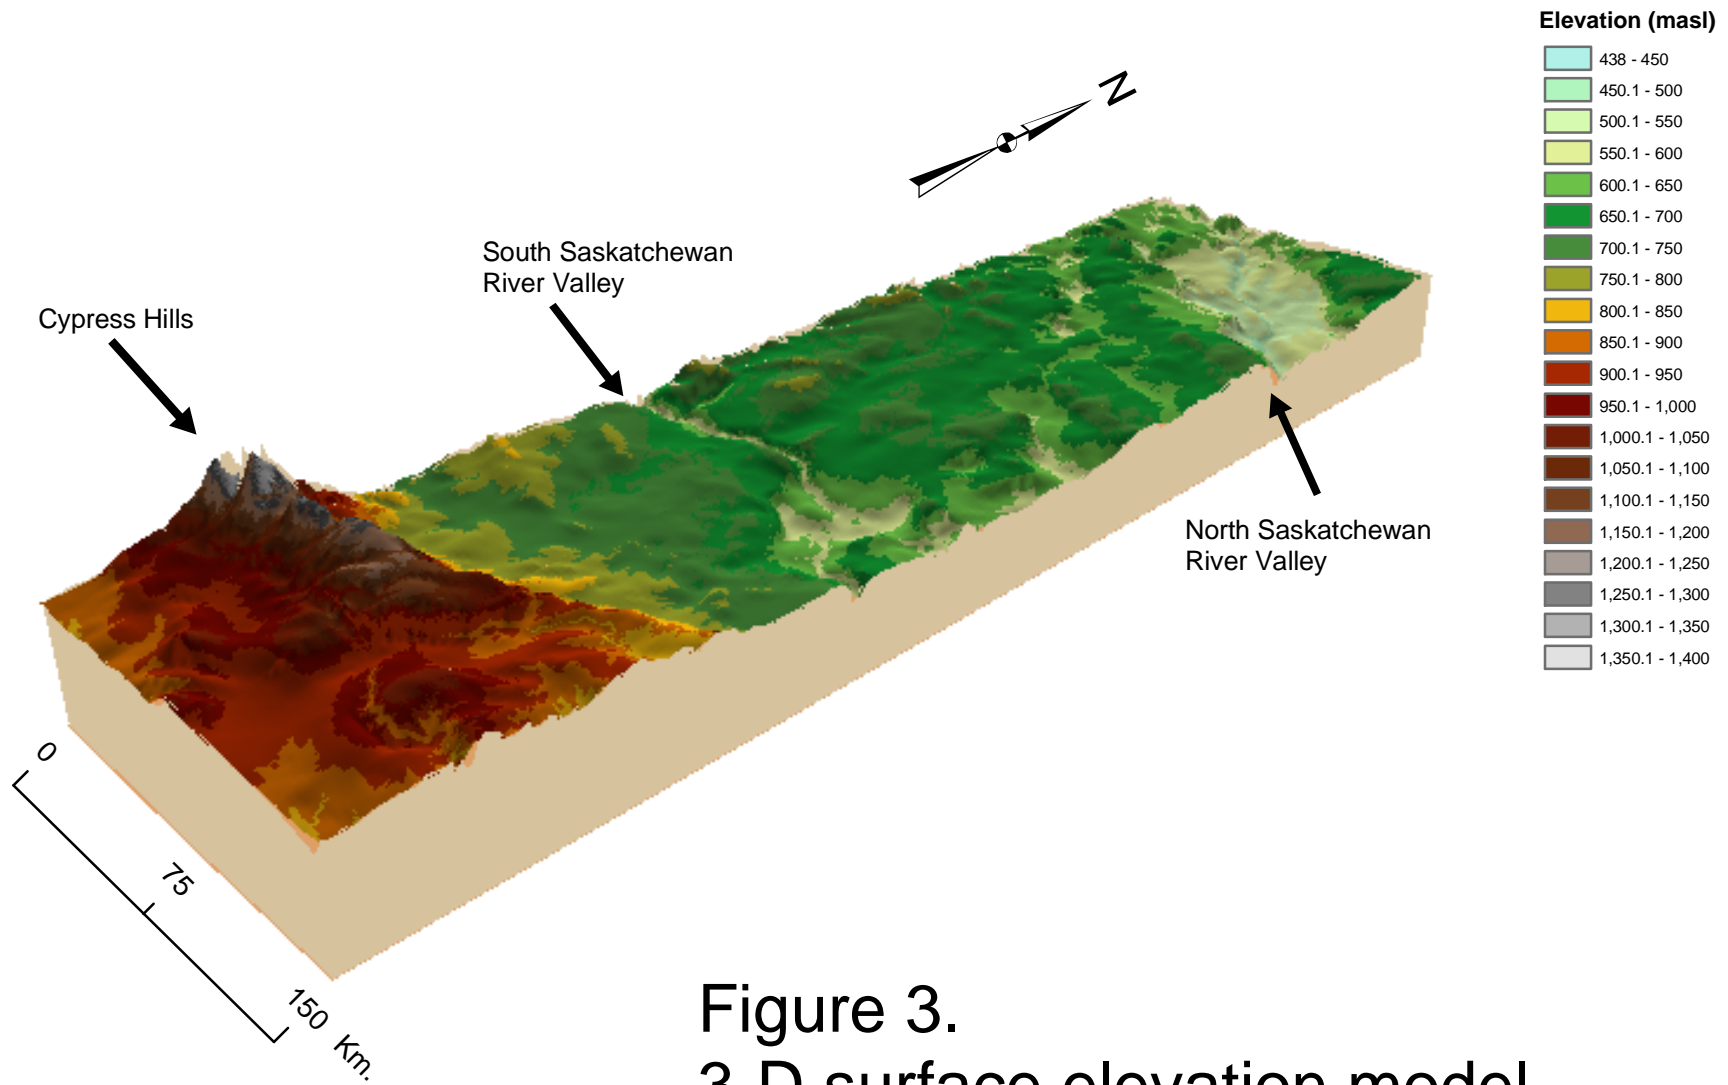 Elevation (masl)
438 - 450
450.1 - 500
500.1 - 550
550.1 - 600
600.1 - 650
650.1 - 700
700.1 - 750
750.1 - 800
800.1 - 850
850.1 - 900
900.1 - 950
950.1 - 1,000
1,000.1 - 1,050
1,050.1 - 1,100
1,100.1 - 1,150
1,150.1 - 1,200
1,200.1 - 1,250
1,250.1 - 1,300
1,300.1 - 1,350
1,350.1 - 1,400
N
South Saskatchewan
River Valley
Cypress Hills
North Saskatchewan
River Valley
0
75
150 Km.
Figure 3.
3-D surface elevation model